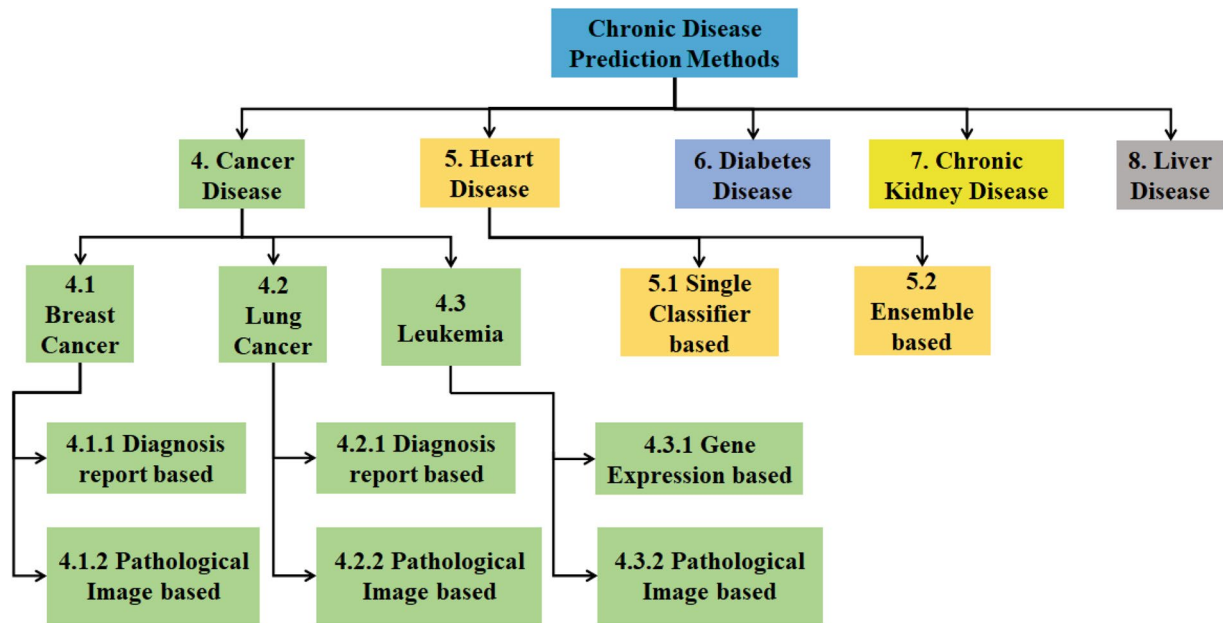 Chronic Disease
Prediction Methods
4. Cancer
Disease
5. Heart
Disease
6. Diabetes
Disease
7. Chronic
Kidney Disease
8. Liver
Disease
4.1
Breast
Cancer
4.2
Lung
Cancer
4.3
Leukemia
5.1 Single
Classifier
based
5.2
Ensemble
based
4.1.1 Diagnosis
report based
4.2.1 Diagnosis
report based
4.3.1 Gene
Expression based
4.1.2 Pathological
Image based
4.2.2 Pathological
Image based
4.3.2 Pathological
Image based